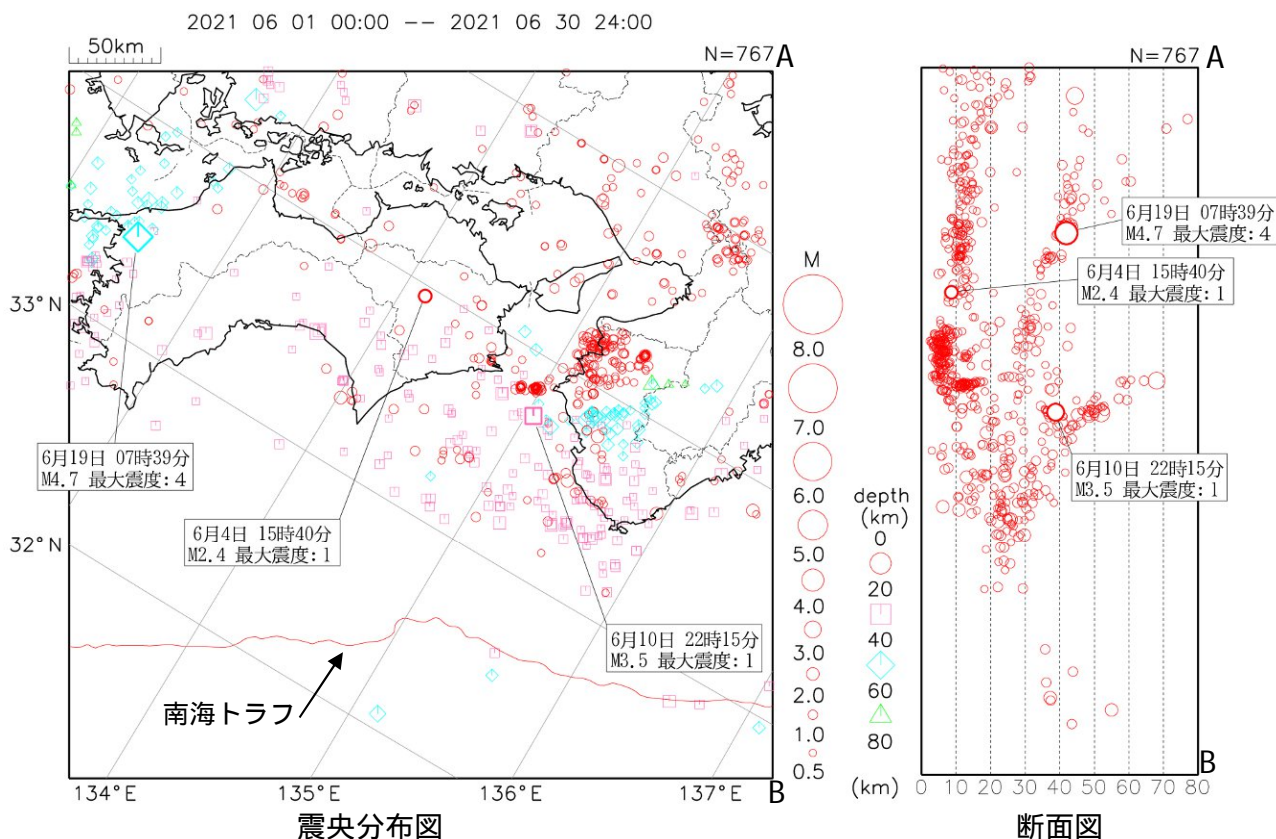 2021 06 01 00:00 -- 2021 06 30 24:00
50km
N=767
A
33°N
32°N
134°E
135°E
136°E
137°E
B
6月19日 07時39分
M4.7 最大震度:4
6月4日 15時40分
M2.4 最大震度:1
6月10日 22時15分
M3.5 最大震度:1
南海トラフ
震央分布図
M
8.0
7.0
6.0
5.0
4.0
3.0
2.0
1.0
0.5
depth
(km)
0
20
40
60
80
(km)
N=767
A
6月19日 07時39分
M4.7 最大震度:4
6月4日 15時40分
M2.4 最大震度:1
6月10日 22時15分
M3.5 最大震度:1
B
0 10 20 30 40 50 60 70 80
断面図